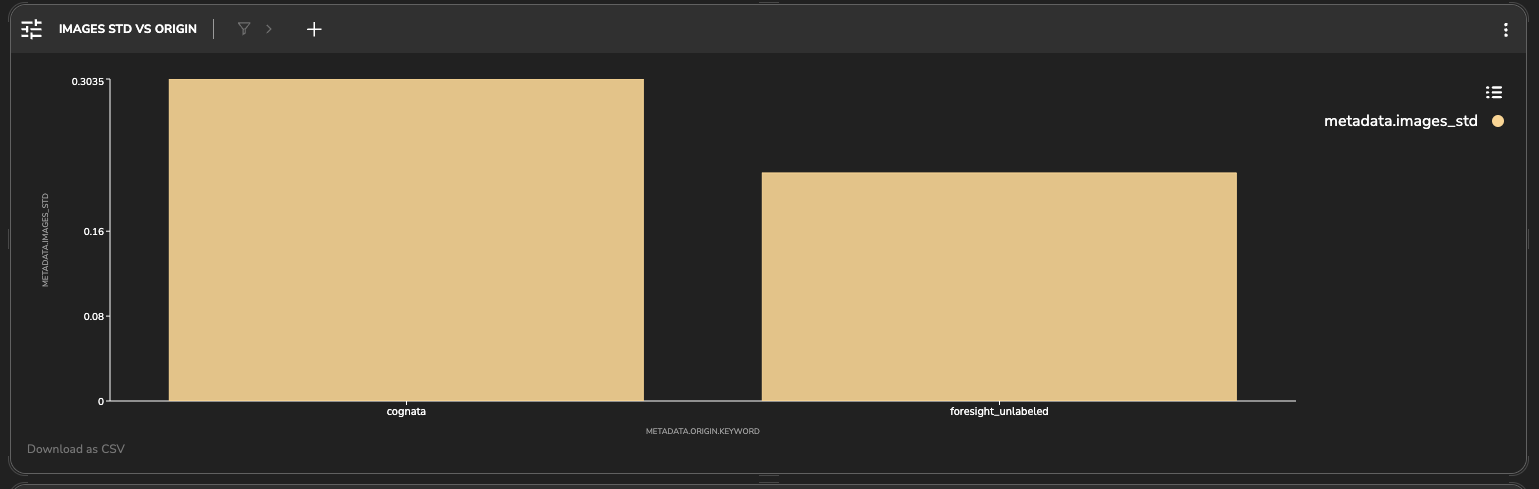 IMAGES STD VS ORIGIN
0.3035
metadata.images_std
METADATA.IMAGES_STD
0.16
0.08
0
cognata
foresight_unlabeled
METADATA.ORIGIN.KEYWORD
Download as CSV